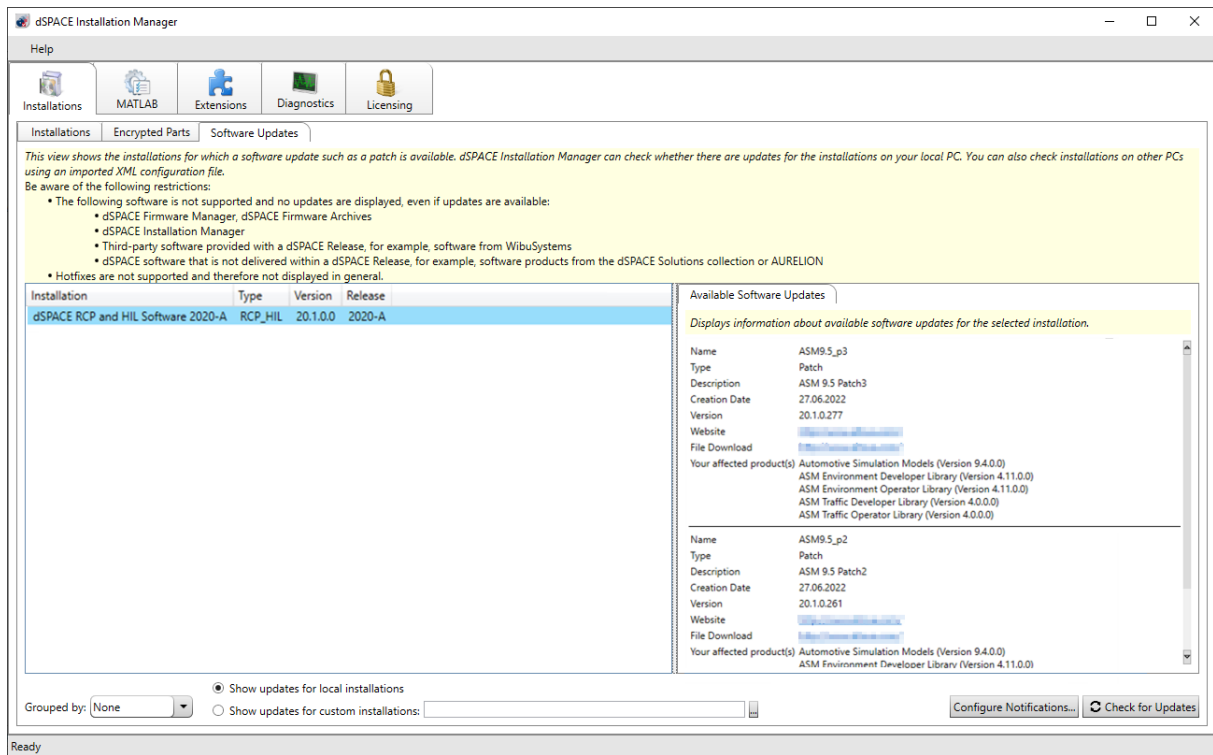 dSPACE Installation Manager
Help
Installations MATLAB Extensions Diagnostics Licensing
Installations Encrypted Parts Software Updates
This view shows the installations for which a software update such as a patch is available. dSPACE Installation Manager can check whether there are updates for the installations on your local PC. You can also check installations on other PCs
using an imported XML configuration file.
Be aware of the following restrictions:
• The following software is not supported and no updates are displayed, even if updates are available:
• dSPACE Firmware Manager, dSPACE Firmware Archives
• dSPACE Installation Manager
• Third-party software provided with a dSPACE Release, for example, software from WibuSystems
• dSPACE software that is not delivered within a dSPACE Release, for example, software products from the dSPACE Solutions collection or AURELION
• Hotfixes are not supported and therefore not displayed in general.
Installation Type Version Release
dSPACE RCP and HIL Software 2020-A RCP_HIL 20.1.0.0 2020-A
Available Software Updates
Displays information about available software updates for the selected installation.
Name ASM9.5_p3
Type Patch
Description ASM 9.5 Patch3
Creation Date 27.06.2022
Version 20.1.0.277
Website
File Download
Your affected product(s) Automotive Simulation Models (Version 9.4.0.0)
ASM Environment Developer Library (Version 4.11.0.0)
ASM Environment Operator Library (Version 4.11.0.0)
ASM Traffic Developer Library (Version 4.0.0.0)
ASM Traffic Operator Library (Version 4.0.0.0)
Name ASM9.5_p2
Type Patch
Description ASM 9.5 Patch2
Creation Date 27.06.2022
Version 20.1.0.261
Website
File Download
Your affected product(s) Automotive Simulation Models (Version 9.4.0.0)
ASM Environment Developer Library (Version 4.11.0.0)
Grouped by: None
Show updates for local installations
Show updates for custom installations: ...
Configure Notifications... Check for Updates
Ready